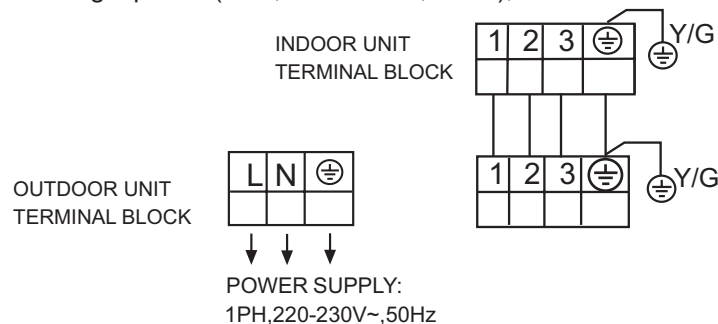 INDOOR UNIT
TERMINAL BLOCK
1 2 3
Y/G
OUTDOOR UNIT
TERMINAL BLOCK
L N
1 2 3
Y/G
POWER SUPPLY:
1PH,220-230V~,50Hz